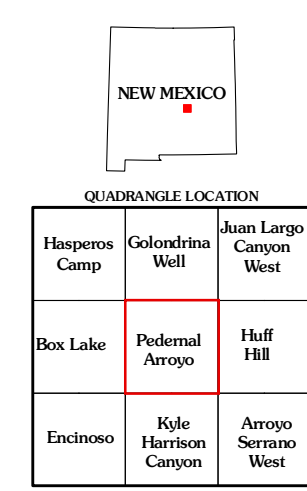 NEW MEXICO
QUADRANGLE LOCATION
Hasperos
Camp
Golondrina
Well
Juan Largo
Canyon
West
Box Lake
Pedernal
Arroyo
Huff
Hill
Encinoso
Kyle
Harrison
Canyon
Arroyo
Serrano
West